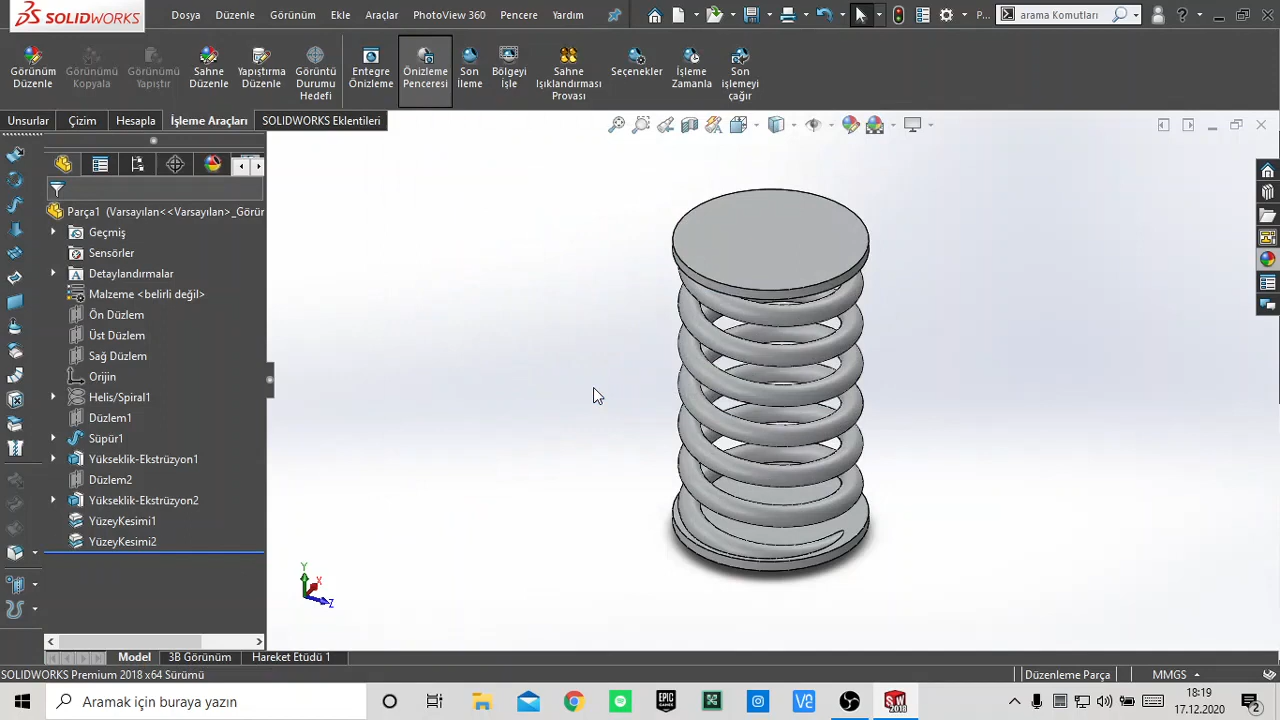 SOLIDWORKS Dosya Düzenle Görünüm Ekle Araçlar PhotoView 360 Pencere Yardım P... arama Komutları
Görünüm Düzenle
Görünümü Kopyala
Görünümü Yapıştır
Sahne Düzenle
Yapıştırma Düzenle
Görüntü Durumu Hedefi
Entegre Önizleme
Önizleme Penceresi
Son İleme
Bölgeyi işle
Sahne Işıklandırması Provası
Seçenekler
İşleme Zamanla
Son işlemeyi çağır
Unsurlar Çizim Hesapla İşleme Araçları SOLIDWORKS Eklentileri
Parça1 (Varsayılan<<Varsayılan>_Görür
Geçmiş
Sensörler
Detaylandırmalar
Malzeme <belirli değil>
Ön Düzlem
Üst Düzlem
Sağ Düzlem
Orijin
Helis/Spiral1
Düzlem1
Süpür1
Yükseklik-Ekstrüzyon1
Düzlem2
Yükseklik-Ekstrüzyon2
YüzeyKesimi1
YüzeyKesimi2
Y
X
Z
Model 3B Görünüm Hareket Etüdü 1
SOLIDWORKS Premium 2018 x64 Sürümü Düzenleme Parça MMGS
Aramak için buraya yazın
18:19
17.12.2020
2